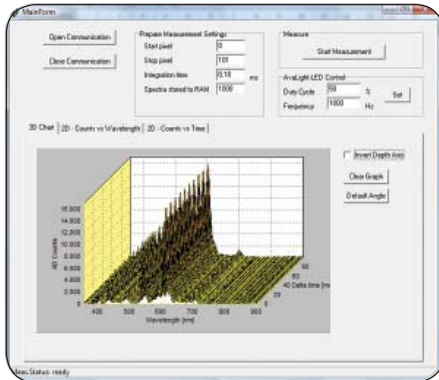 MainForm
Open Communication
Close Communication
Prepare Measurement Settings
Start pixel 0
Stop pixel 101
Integration time 0,18 ms
Spectra stored to RAM 1000
Measure
Start Measurement
AvaLight-LED Control
Duty Cycle 50 %
Frequency 1000 Hz
Set
3D Chart
2D - Counts vs Wavelength
2D - Counts vs Time
Invert Depth Axis
Clear Graph
Default Angle
16.000
14.000
12.000
10.000
8.000
6.000
4.000
2.000
0
AD Counts
400 500 600 700 800 900
Wavelength [nm]
0 20 40 60 80
Delta time [ms
Status: ready